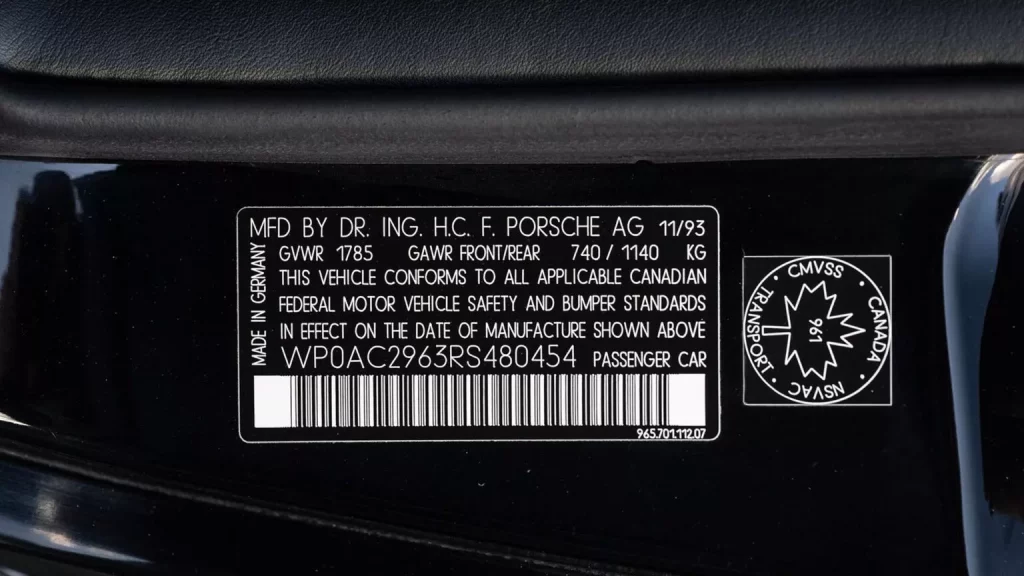 MFD BY DR. ING. H.C. F. PORSCHE AG 11/93
GVWR 1785 GAWR FRONT/REAR 740 / 1140 KG
THIS VEHICLE CONFORMS TO ALL APPLICABLE CANADIAN
FEDERAL MOTOR VEHICLE SAFETY AND BUMPER STANDARDS
IN EFFECT ON THE DATE OF MANUFACTURE SHOWN ABOVE
WP0AC2963RS480454 PASSENGER CAR
965.701.112.07
MADE IN GERMANY
TRANSPORT · CMVSS · CANADA · NSVAC ·
961